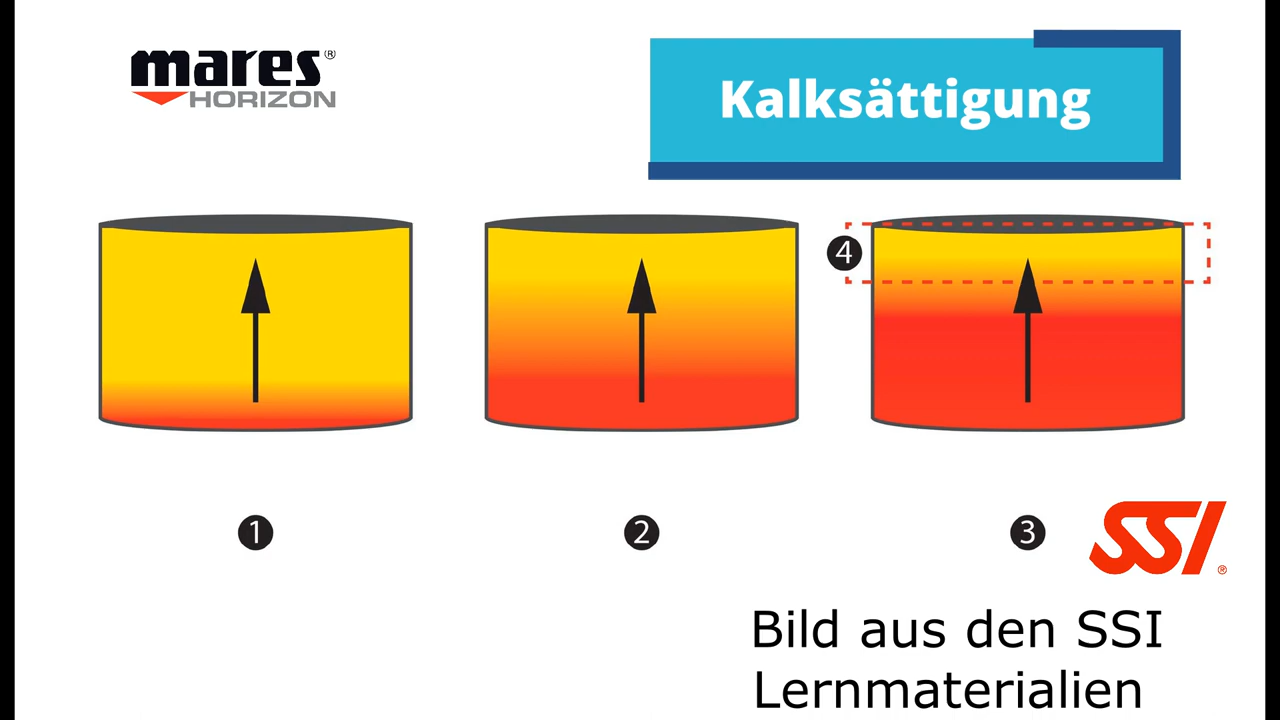 mares®
HORIZON
Kalksättigung
4
1
2
3
SSI®
Bild aus den SSI
Lernmaterialien